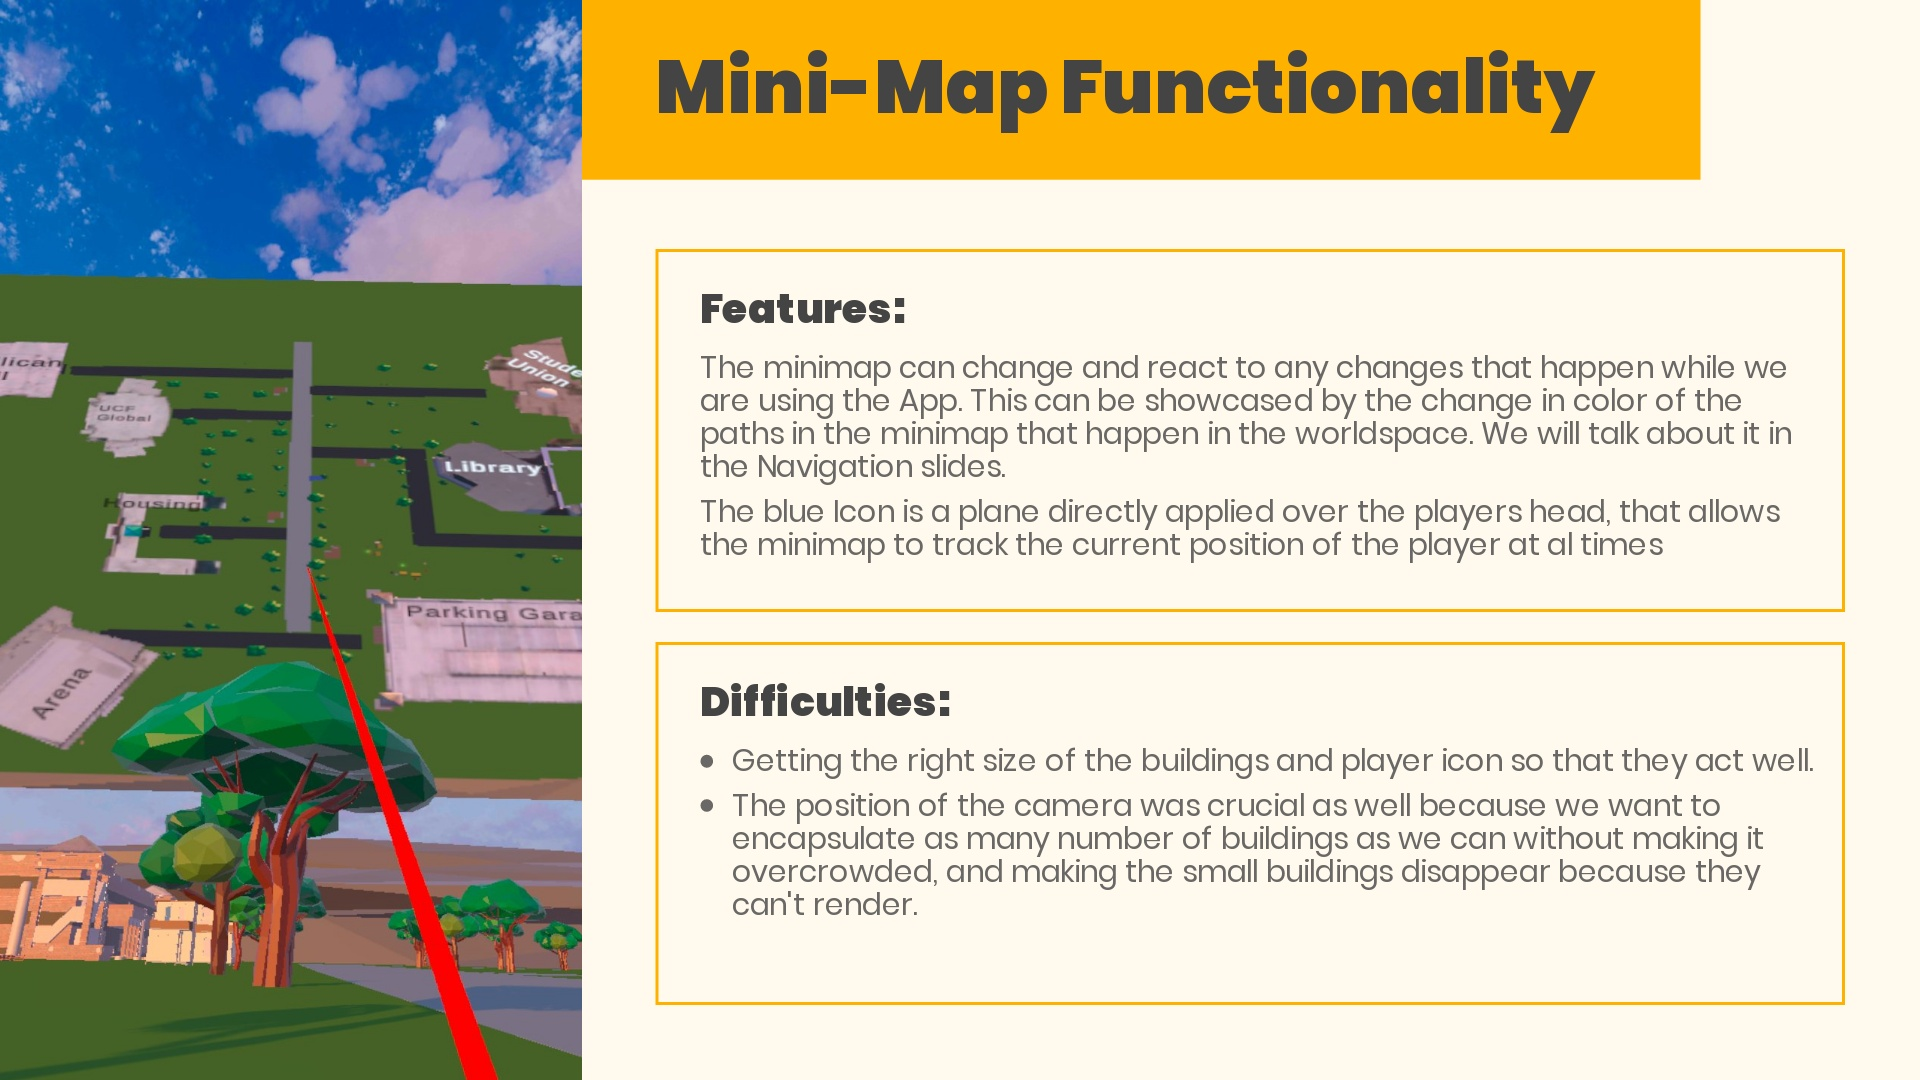 Mini-Map Functionality
Features:
The minimap can change and react to any changes that happen while we
are using the App. This can be showcased by the change in color of the
paths in the minimap that happen in the worldspace. We will talk about it in
the Navigation slides.
The blue Icon is a plane directly applied over the players head, that allows
the minimap to track the current position of the player at al times
Difficulties:
• Getting the right size of the buildings and player icon so that they act well.
• The position of the camera was crucial as well because we want to
encapsulate as many number of buildings as we can without making it
overcrowded, and making the small buildings disappear because they
can't render.
Stude
Union
UCF
Global
Library
Housing
Parking Gara
Arena